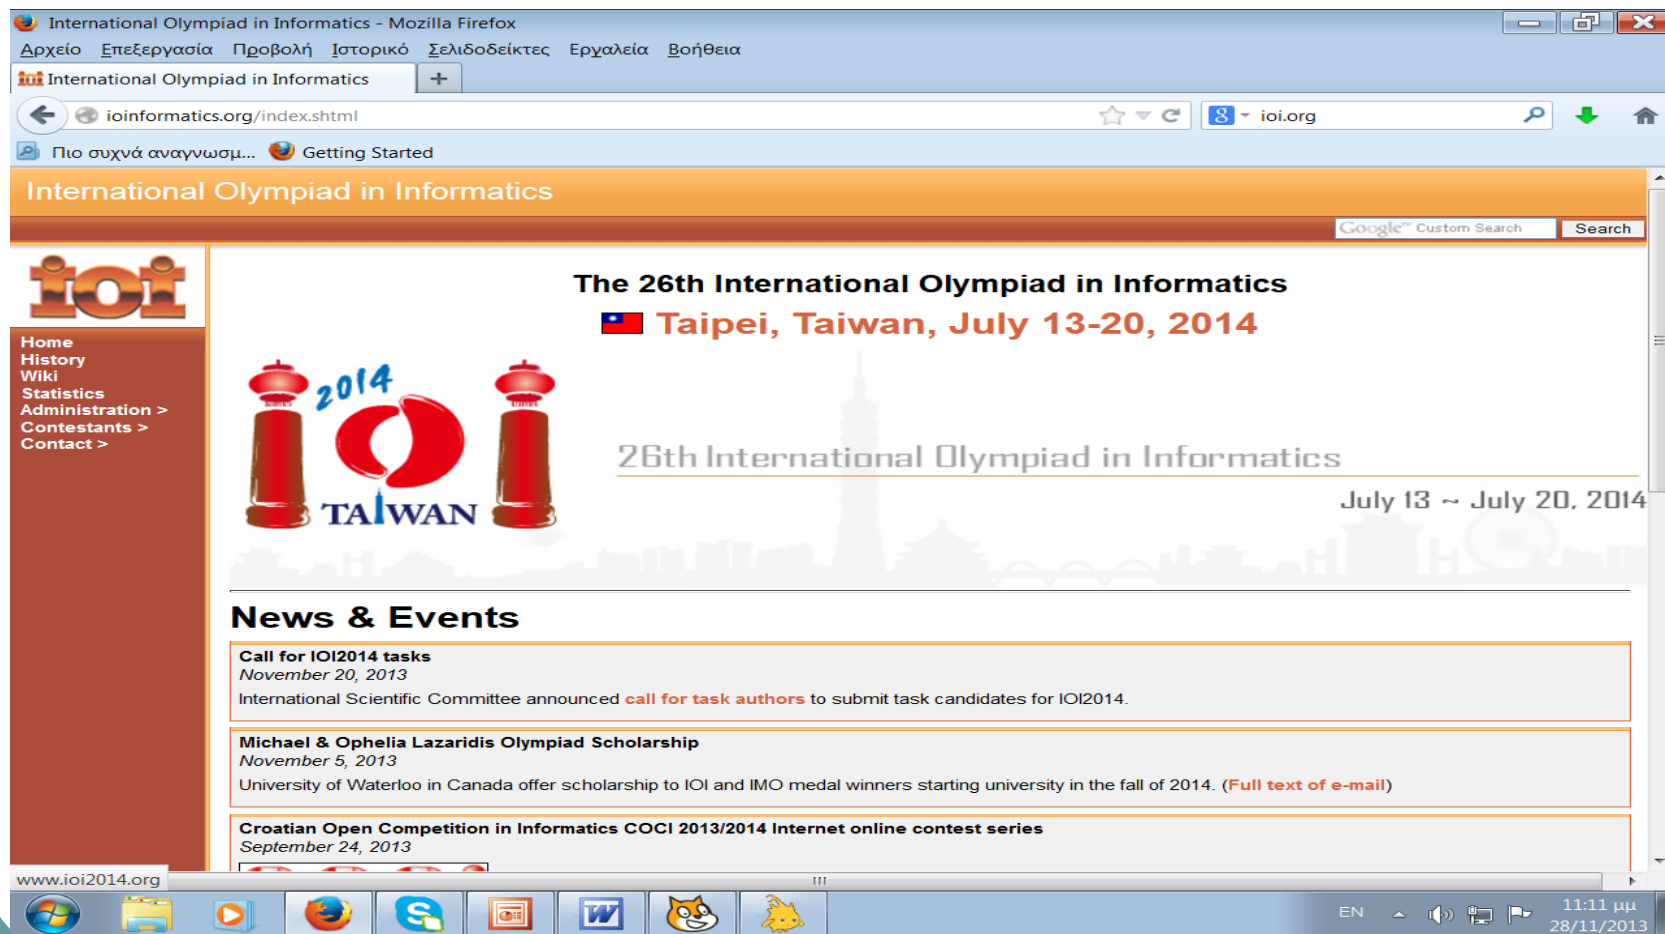 International Olympiad in Informatics - Mozilla Firefox
Αρχείο Επεξεργασία Προβολή Ιστορικό Σελιδοδείκτες Εργαλεία Βοήθεια
ioi International Olympiad in Informatics +
ioinformatics.org/index.shtml 8 ioi.org
Πιο συχνά αναγνωσμ... Getting Started
International Olympiad in Informatics
Google™ Custom Search Search
ioi
Home
History
Wiki
Statistics
Administration >
Contestants >
Contact >
The 26th International Olympiad in Informatics
Taipei, Taiwan, July 13-20, 2014
2014
IOI
TAIWAN
26th International Olympiad in Informatics
July 13 ~ July 20, 2014
News & Events
Call for IOI2014 tasks
November 20, 2013
International Scientific Committee announced call for task authors to submit task candidates for IOI2014.
Michael & Ophelia Lazaridis Olympiad Scholarship
November 5, 2013
University of Waterloo in Canada offer scholarship to IOI and IMO medal winners starting university in the fall of 2014. (Full text of e-mail)
Croatian Open Competition in Informatics COCI 2013/2014 Internet online contest series
September 24, 2013
www.ioi2014.org
S W EN 11:11 μμ
28/11/2013